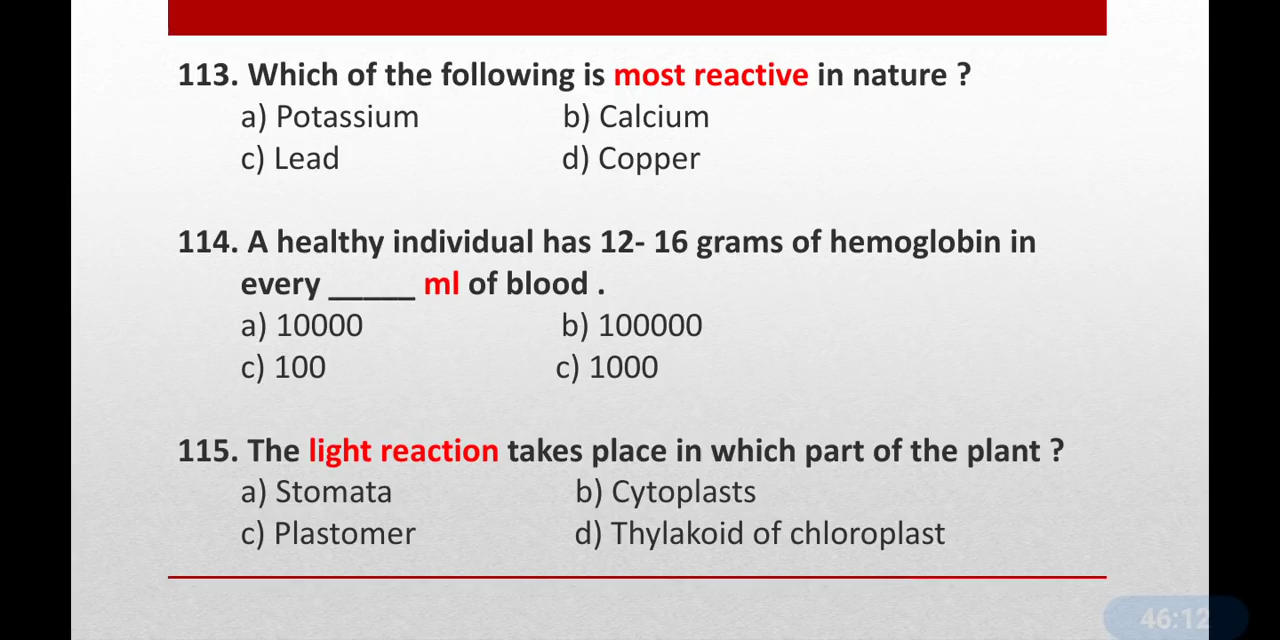 113. Which of the following is most reactive in nature ?
a) Potassium b) Calcium
c) Lead d) Copper
114. A healthy individual has 12- 16 grams of hemoglobin in
every _____ ml of blood .
a) 10000 b) 100000
c) 100 c) 1000
115. The light reaction takes place in which part of the plant ?
a) Stomata b) Cytoplasts
c) Plastomer d) Thylakoid of chloroplast
46:12